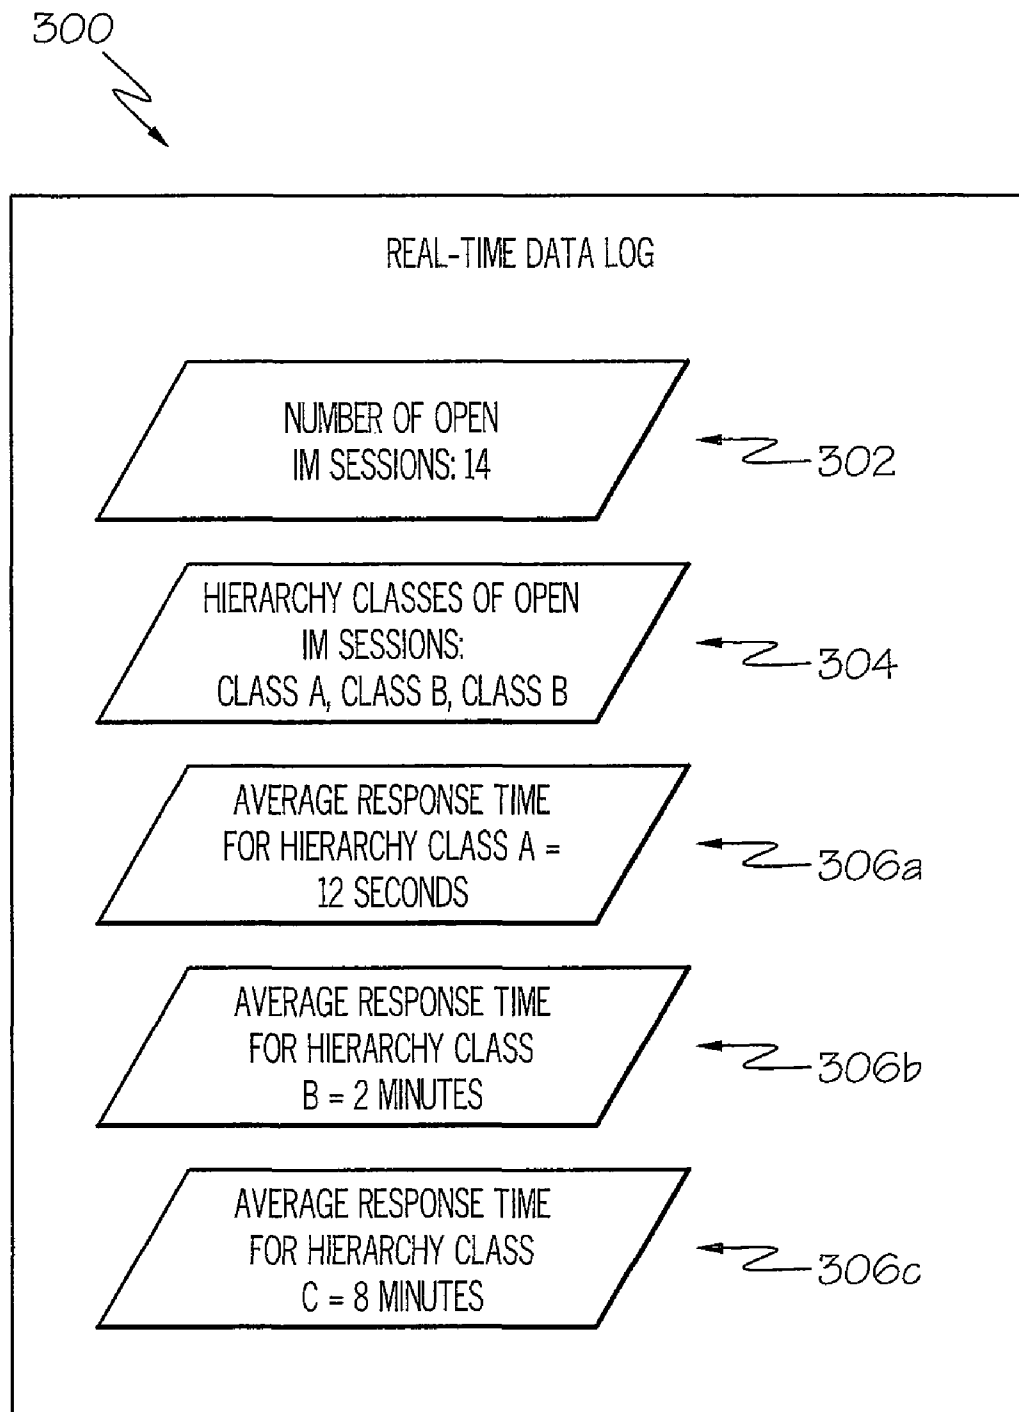 300
REAL-TIME DATA LOG
NUMBER OF OPEN
IM SESSIONS: 14
302
HIERARCHY CLASSES OF OPEN
IM SESSIONS:
CLASS A, CLASS B, CLASS B
304
AVERAGE RESPONSE TIME
FOR HIERARCHY CLASS A =
12 SECONDS
306a
AVERAGE RESPONSE TIME
FOR HIERARCHY CLASS
B = 2 MINUTES
306b
AVERAGE RESPONSE TIME
FOR HIERARCHY CLASS
C = 8 MINUTES
306c